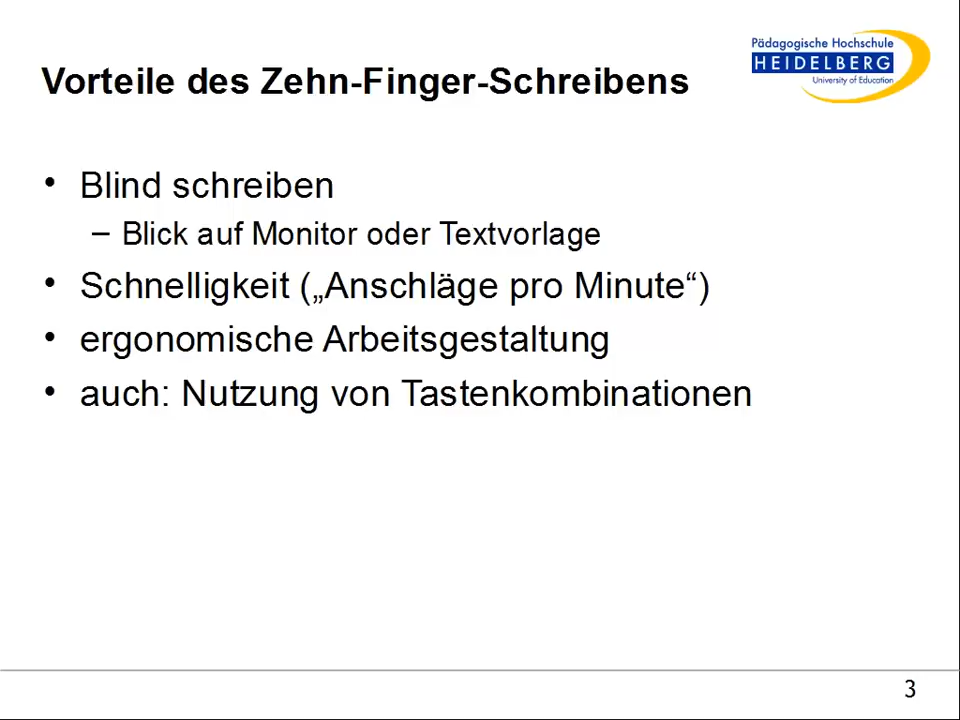 Pädagogische Hochschule
HEIDELBERG
University of Education
Vorteile des Zehn-Finger-Schreibens
• Blind schreiben
– Blick auf Monitor oder Textvorlage
• Schnelligkeit („Anschläge pro Minute“)
• ergonomische Arbeitsgestaltung
• auch: Nutzung von Tastenkombinationen
3